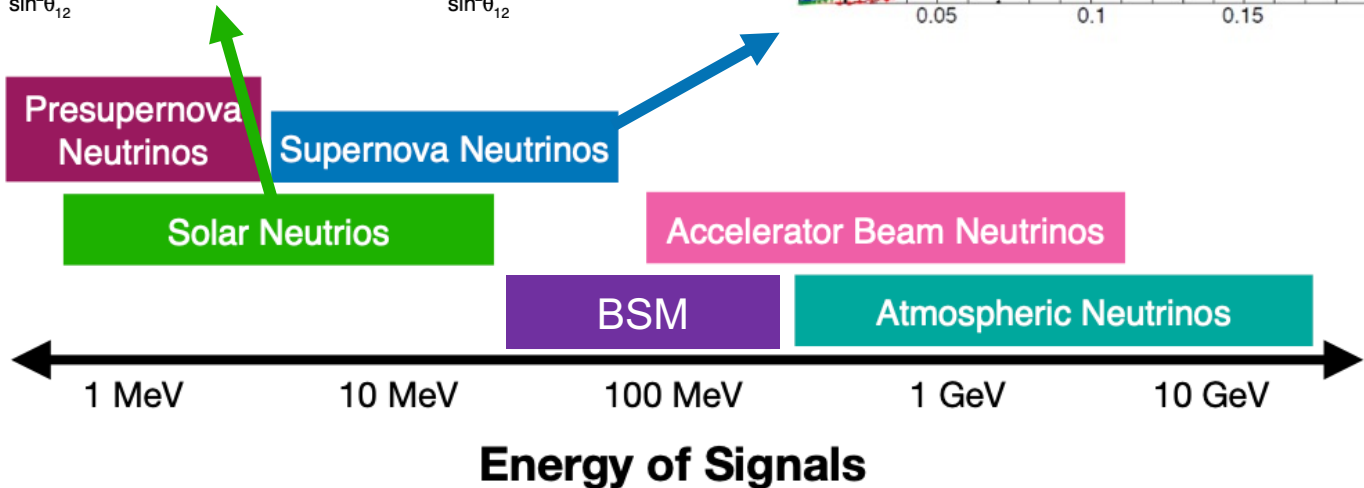 sin²θ₁₂ sin²θ₁₂
0.05 0.1 0.15
Presupernova
Neutrinos
Supernova Neutrinos
Solar Neutrios
Accelerator Beam Neutrinos
BSM
Atmospheric Neutrinos
1 MeV 10 MeV 100 MeV 1 GeV 10 GeV
Energy of Signals